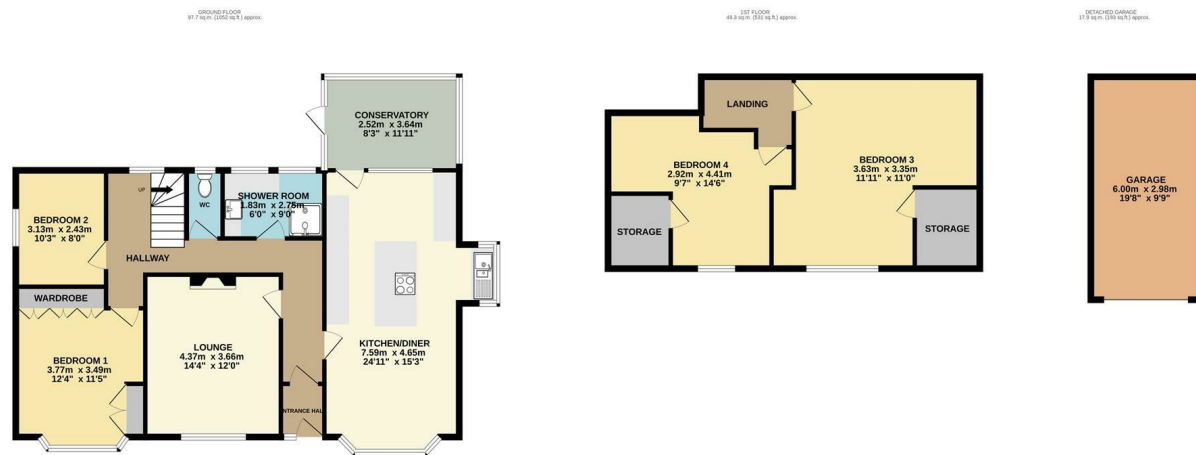 GROUND FLOOR
97.7 sq.m. (1052 sq.ft.) approx.
CONSERVATORY
2.52m x 3.64m
8'3" x 11'11"
UP
WC
SHOWER ROOM
1.83m x 2.75m
6'0" x 9'0"
BEDROOM 2
3.13m x 2.43m
10'3" x 8'0"
HALLWAY
WARDROBE
BEDROOM 1
3.77m x 3.49m
12'4" x 11'5"
LOUNGE
4.37m x 3.66m
14'4" x 12'0"
KITCHEN/DINER
7.59m x 4.65m
24'11" x 15'3"
NTRANCE HAL
1ST FLOOR
49.3 sq.m. (531 sq.ft.) approx.
LANDING
BEDROOM 4
2.92m x 4.41m
9'7" x 14'6"
BEDROOM 3
3.63m x 3.35m
11'11" x 11'0"
STORAGE
STORAGE
DETACHED GARAGE
17.9 sq.m. (193 sq.ft.) approx.
GARAGE
6.00m x 2.98m
19'8" x 9'9"